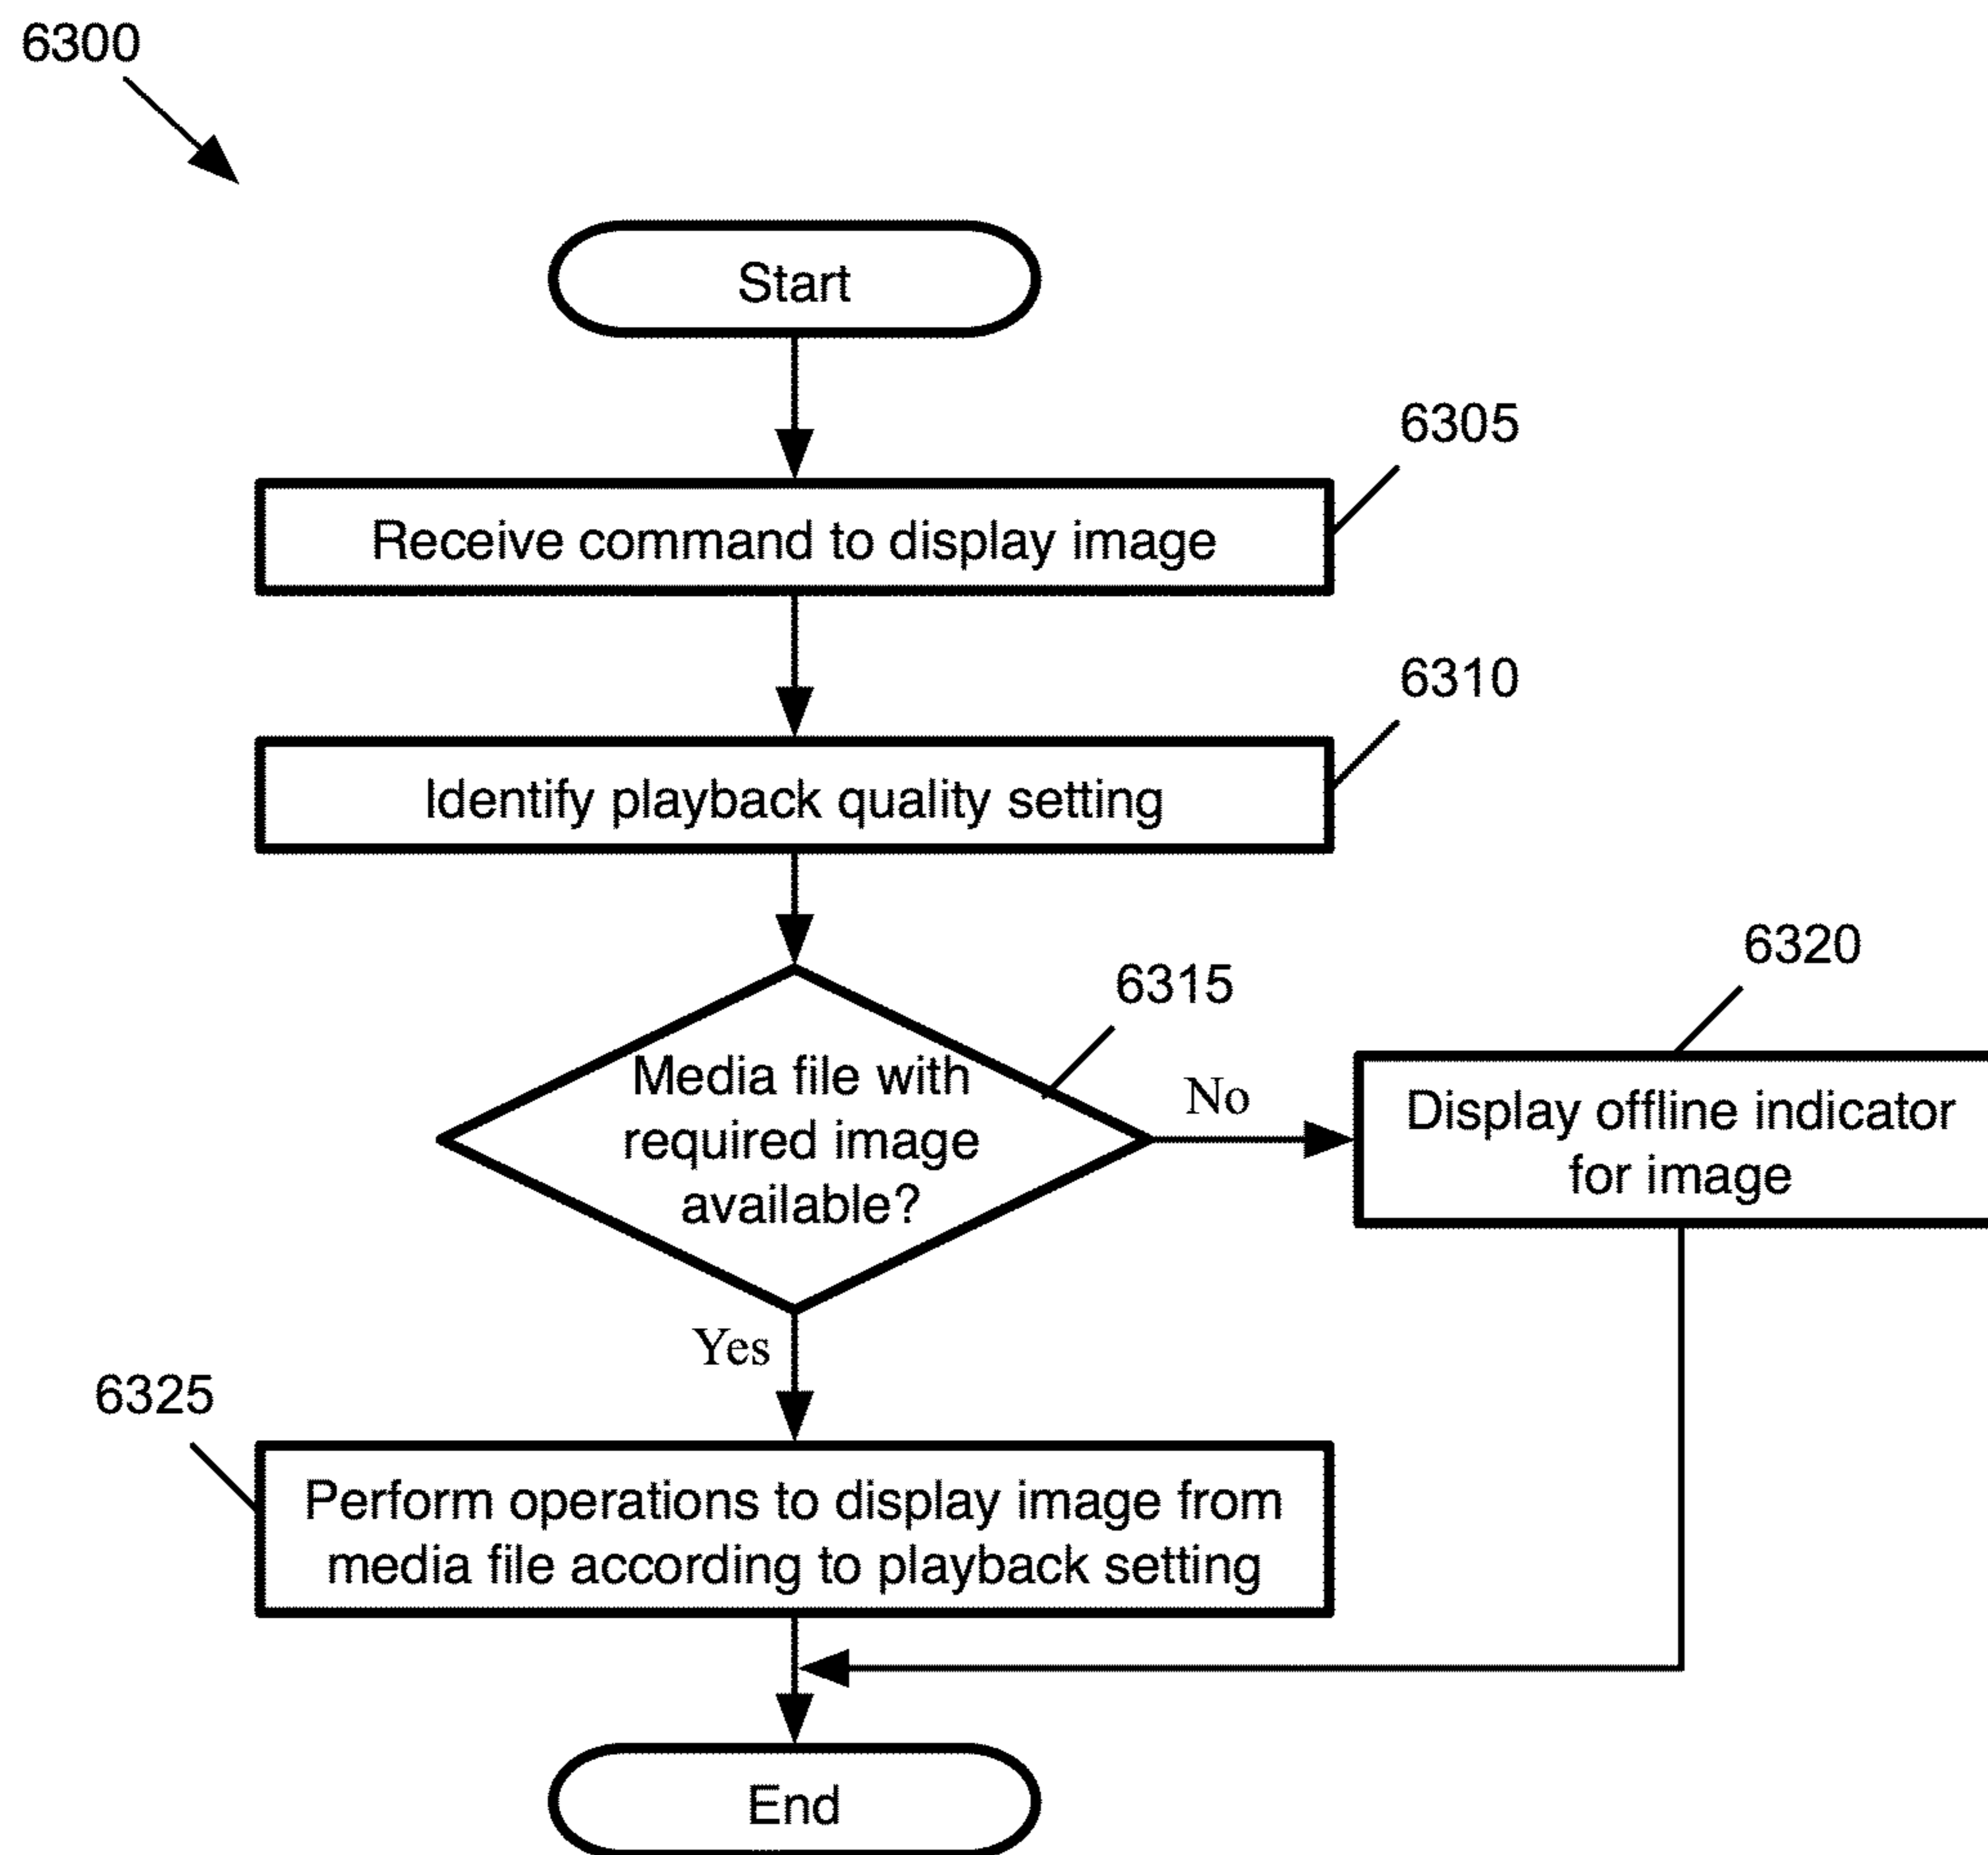 6300
Start
6305
Receive command to display image
6310
Identify playback quality setting
6315
6320
Media file with
required image
available?
No
Display offline indicator
for image
Yes
6325
Perform operations to display image from
media file according to playback setting
End